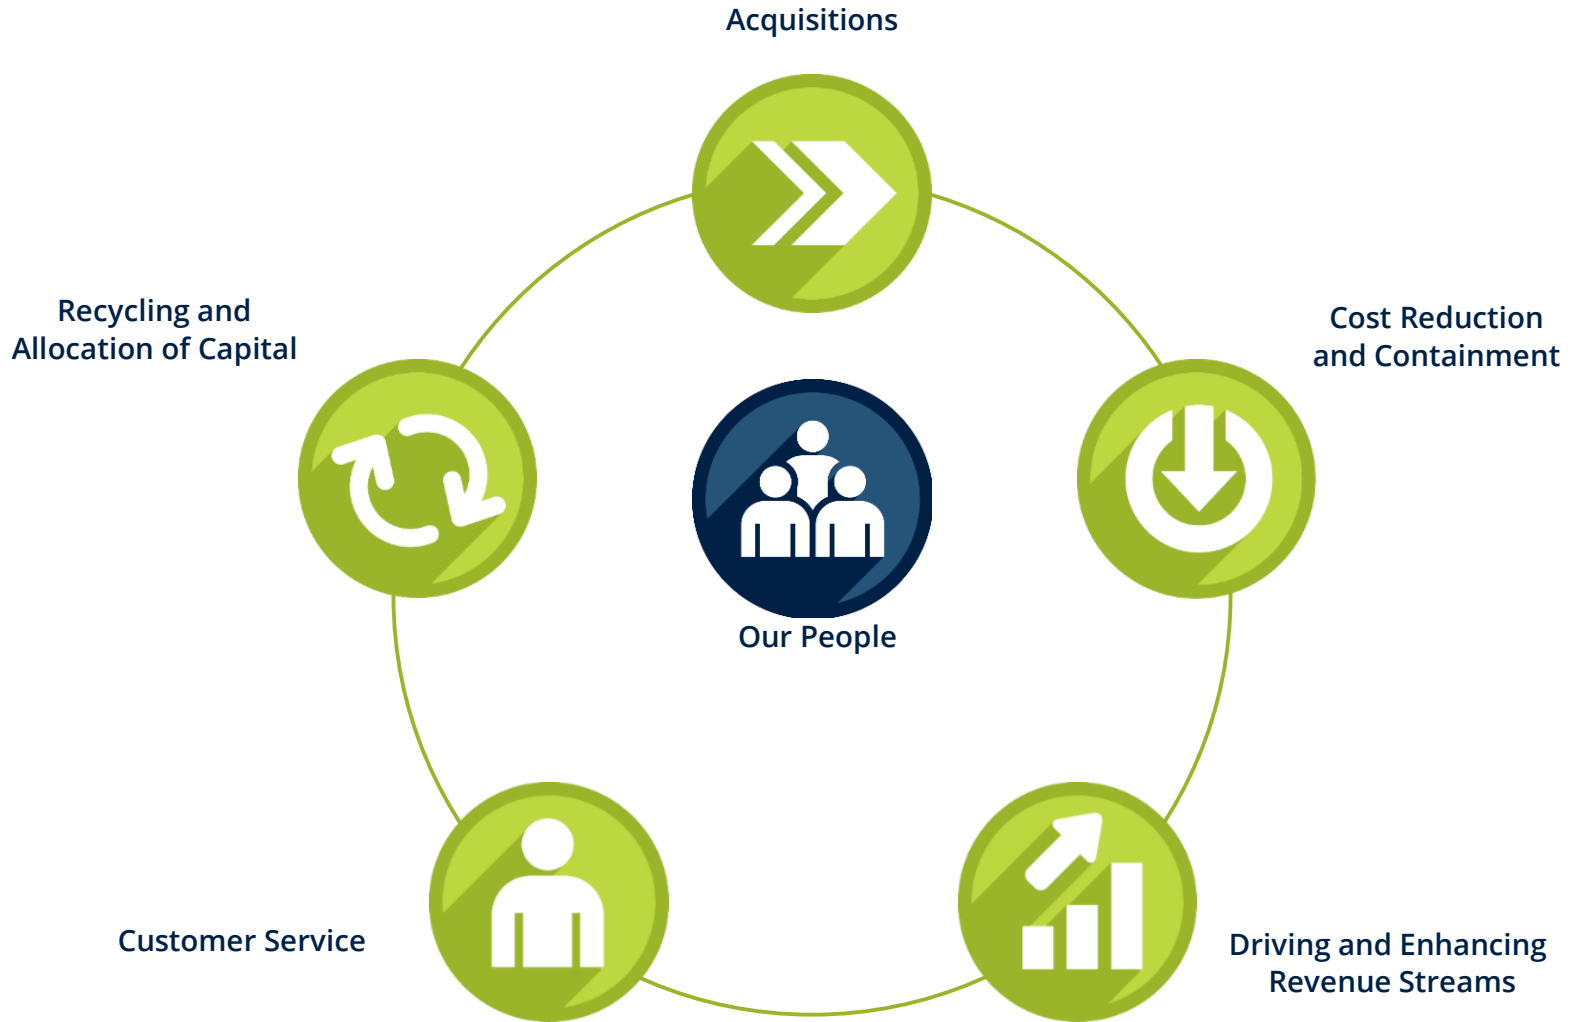 Acquisitions
Recycling and
Allocation of Capital
Cost Reduction
and Containment
Our People
Customer Service
Driving and Enhancing
Revenue Streams